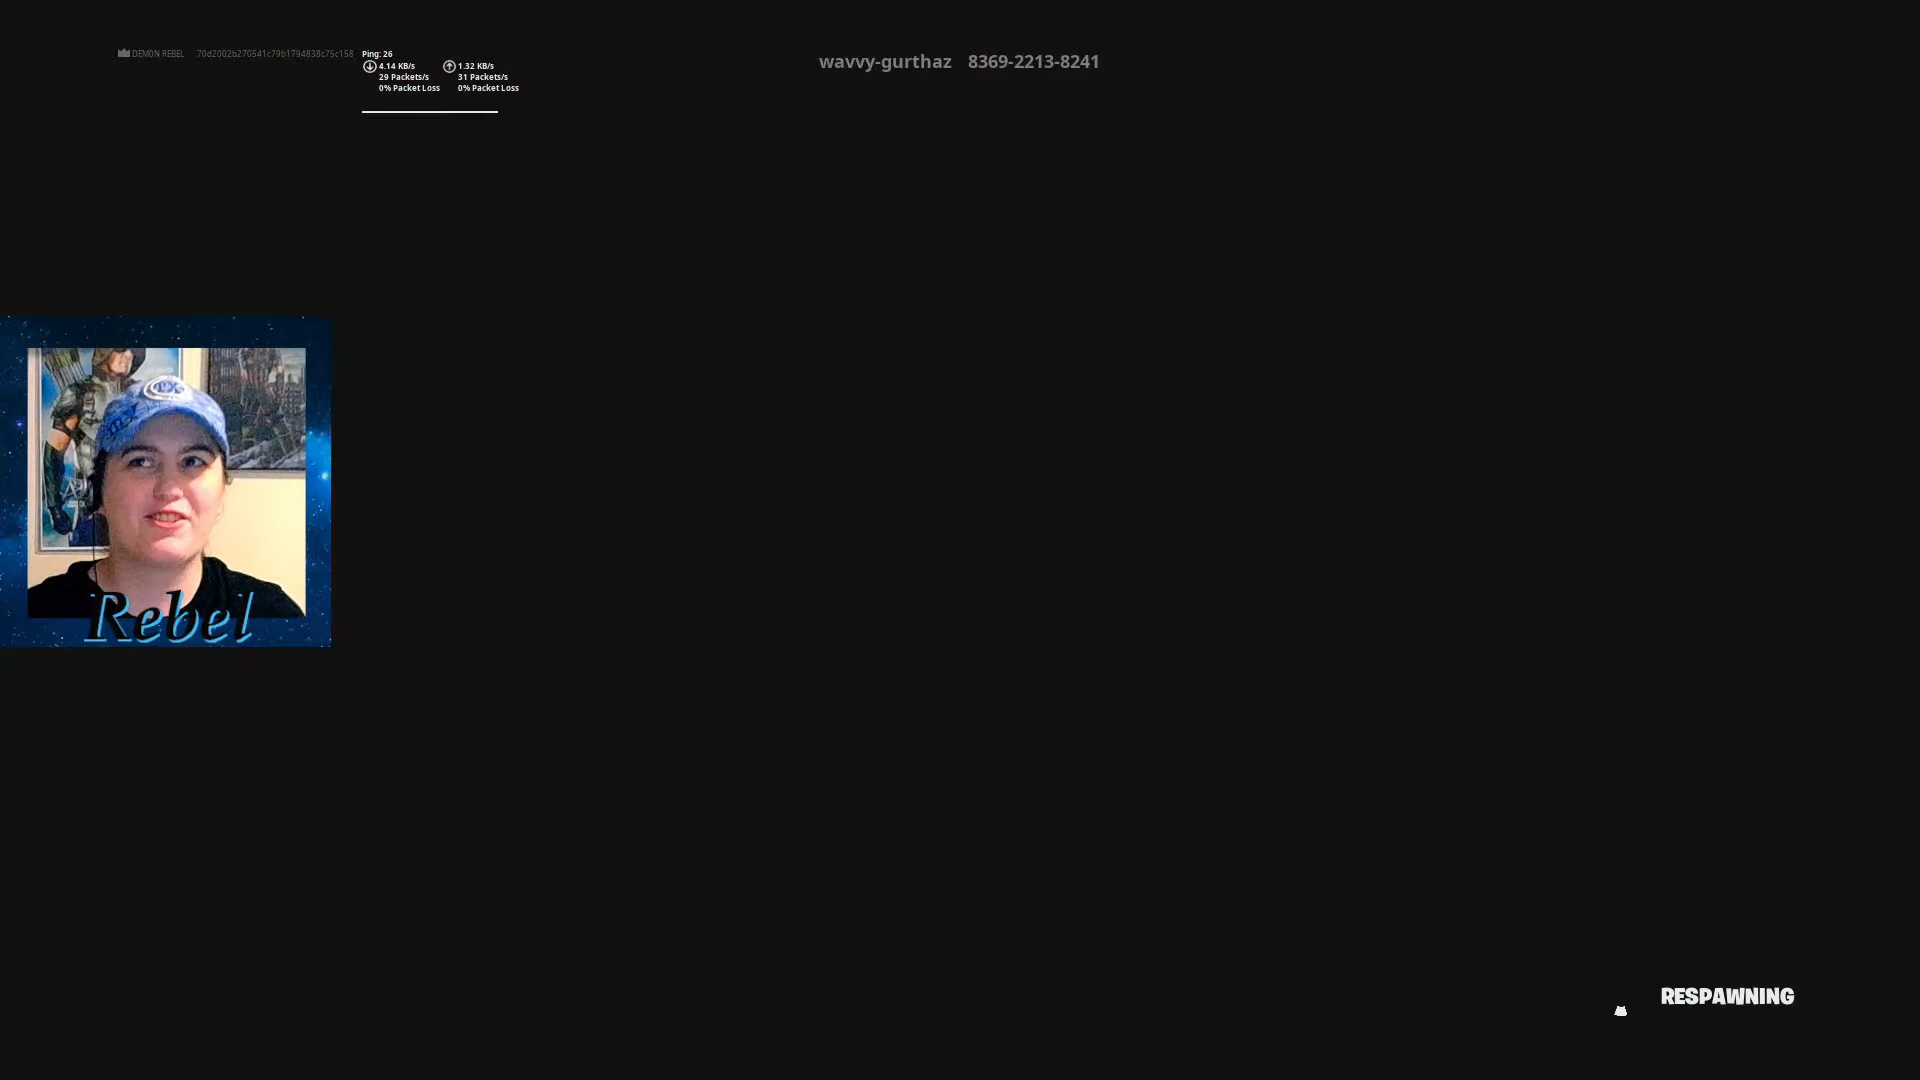 DEMON REBEL 70d2002b270541c79b1794838c75c158
Ping: 26
4.14 KB/s 1.32 KB/s
29 Packets/s 31 Packets/s
0% Packet Loss 0% Packet Loss
wavvy-gurthaz 8369-2213-8241
Rebel
RESPAWNING